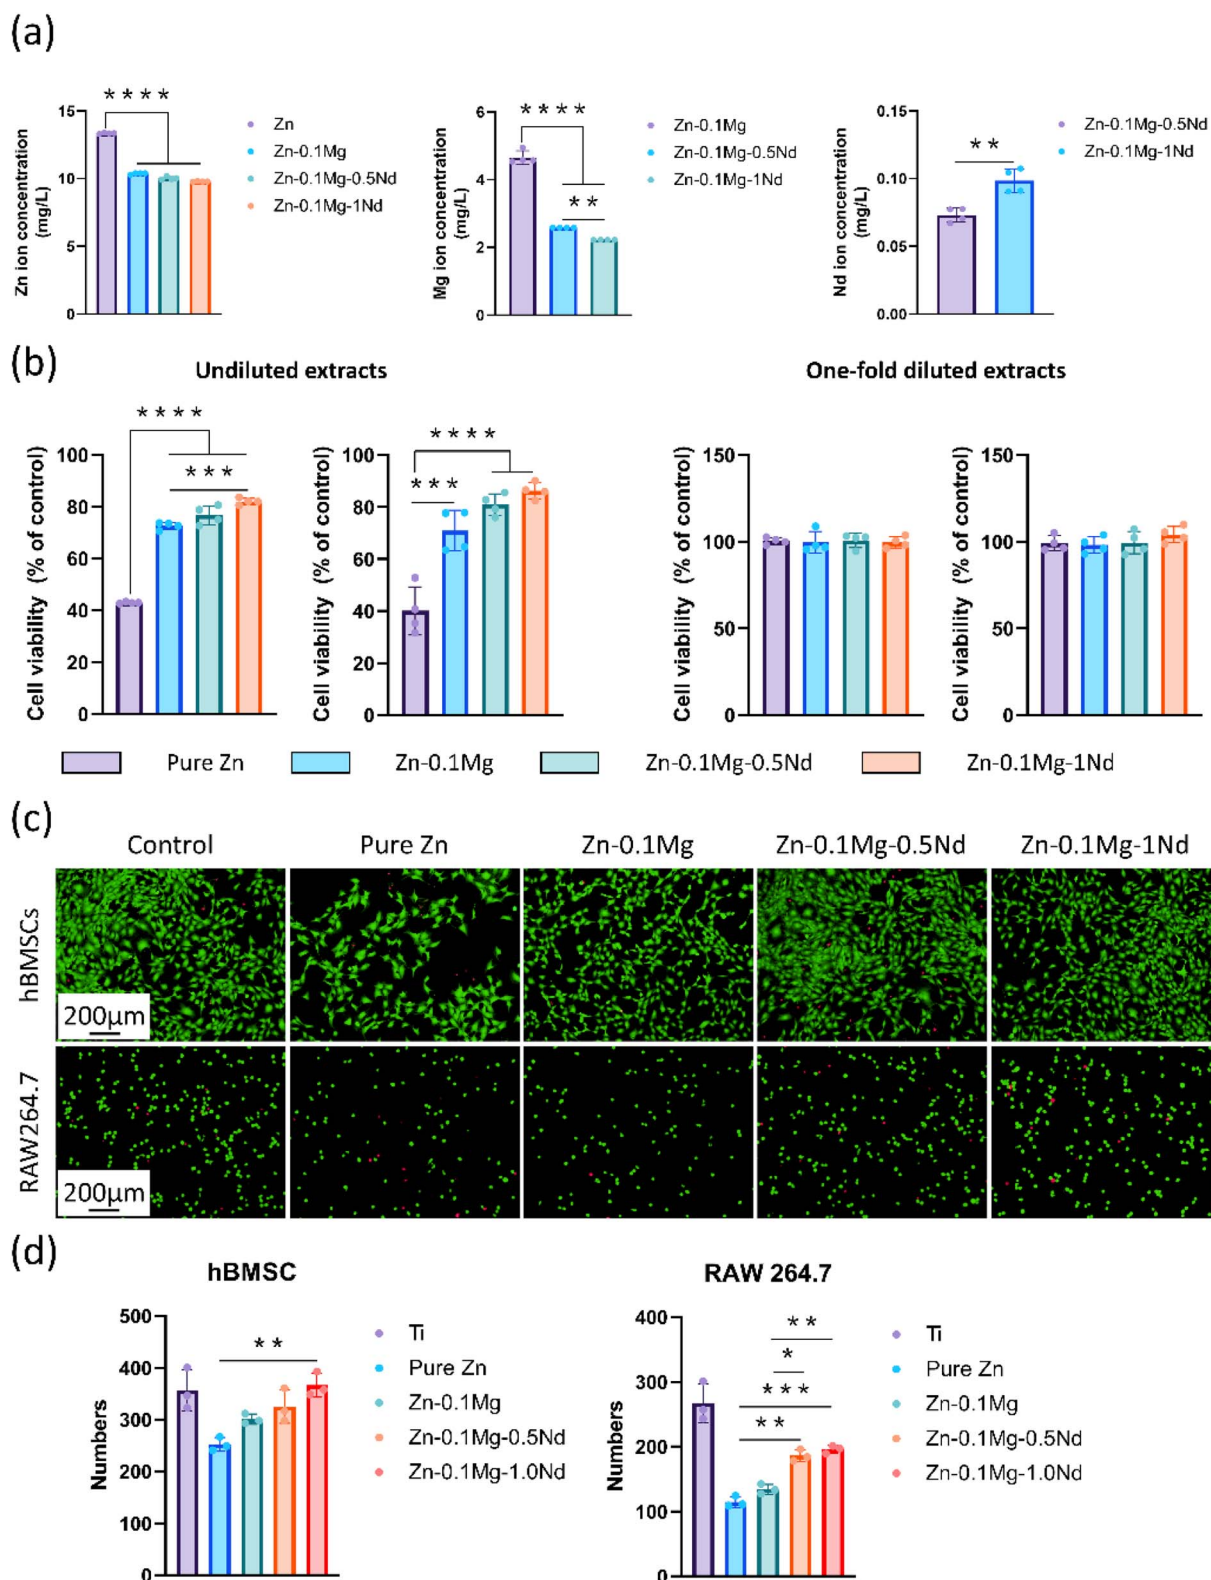 (a)
Zn ion concentration
(mg/L)
15
10
5
0
* * * *
Zn
Zn-0.1Mg
Zn-0.1Mg-0.5Nd
Zn-0.1Mg-1Nd
Mg ion concentration
(mg/L)
6
4
2
0
* * * *
* *
Zn-0.1Mg
Zn-0.1Mg-0.5Nd
Zn-0.1Mg-1Nd
Nd ion concentration
(mg/L)
0.15
0.10
0.05
0.00
* *
Zn-0.1Mg-0.5Nd
Zn-0.1Mg-1Nd
(b)
Undiluted extracts
One-fold diluted extracts
Cell viability (% of control)
100
80
60
40
20
0
* * * *
* * *
Cell viability (% of control)
100
80
60
40
20
0
* * * *
* * *
Cell viability (% of control)
150
100
50
0
Cell viability (% of control)
150
100
50
0
Pure Zn
Zn-0.1Mg
Zn-0.1Mg-0.5Nd
Zn-0.1Mg-1Nd
(c)
Control
Pure Zn
Zn-0.1Mg
Zn-0.1Mg-0.5Nd
Zn-0.1Mg-1Nd
hBMSCs
200μm
RAW264.7
200μm
(d)
hBMSC
Numbers
500
400
300
200
100
0
* *
Ti
Pure Zn
Zn-0.1Mg
Zn-0.1Mg-0.5Nd
Zn-0.1Mg-1.0Nd
RAW 264.7
Numbers
400
300
200
100
0
* *
*
* * *
* *
Ti
Pure Zn
Zn-0.1Mg
Zn-0.1Mg-0.5Nd
Zn-0.1Mg-1.0Nd